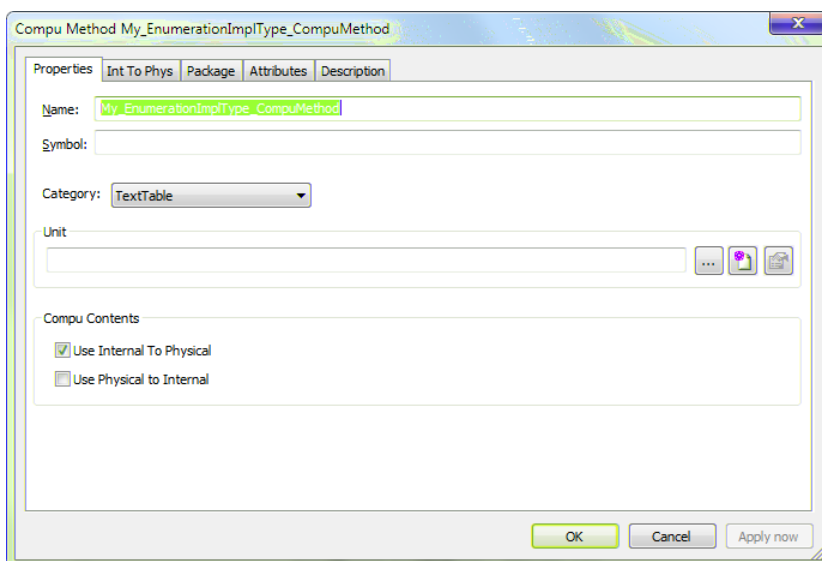 Compu Method My_EnumerationImplType_CompuMethod
Properties Int To Phys Package Attributes Description
Name: My_EnumerationImplType_CompuMethod
Symbol:
Category: TextTable
Unit
...
Compu Contents
Use Internal To Physical
Use Physical to Internal
OK Cancel Apply now